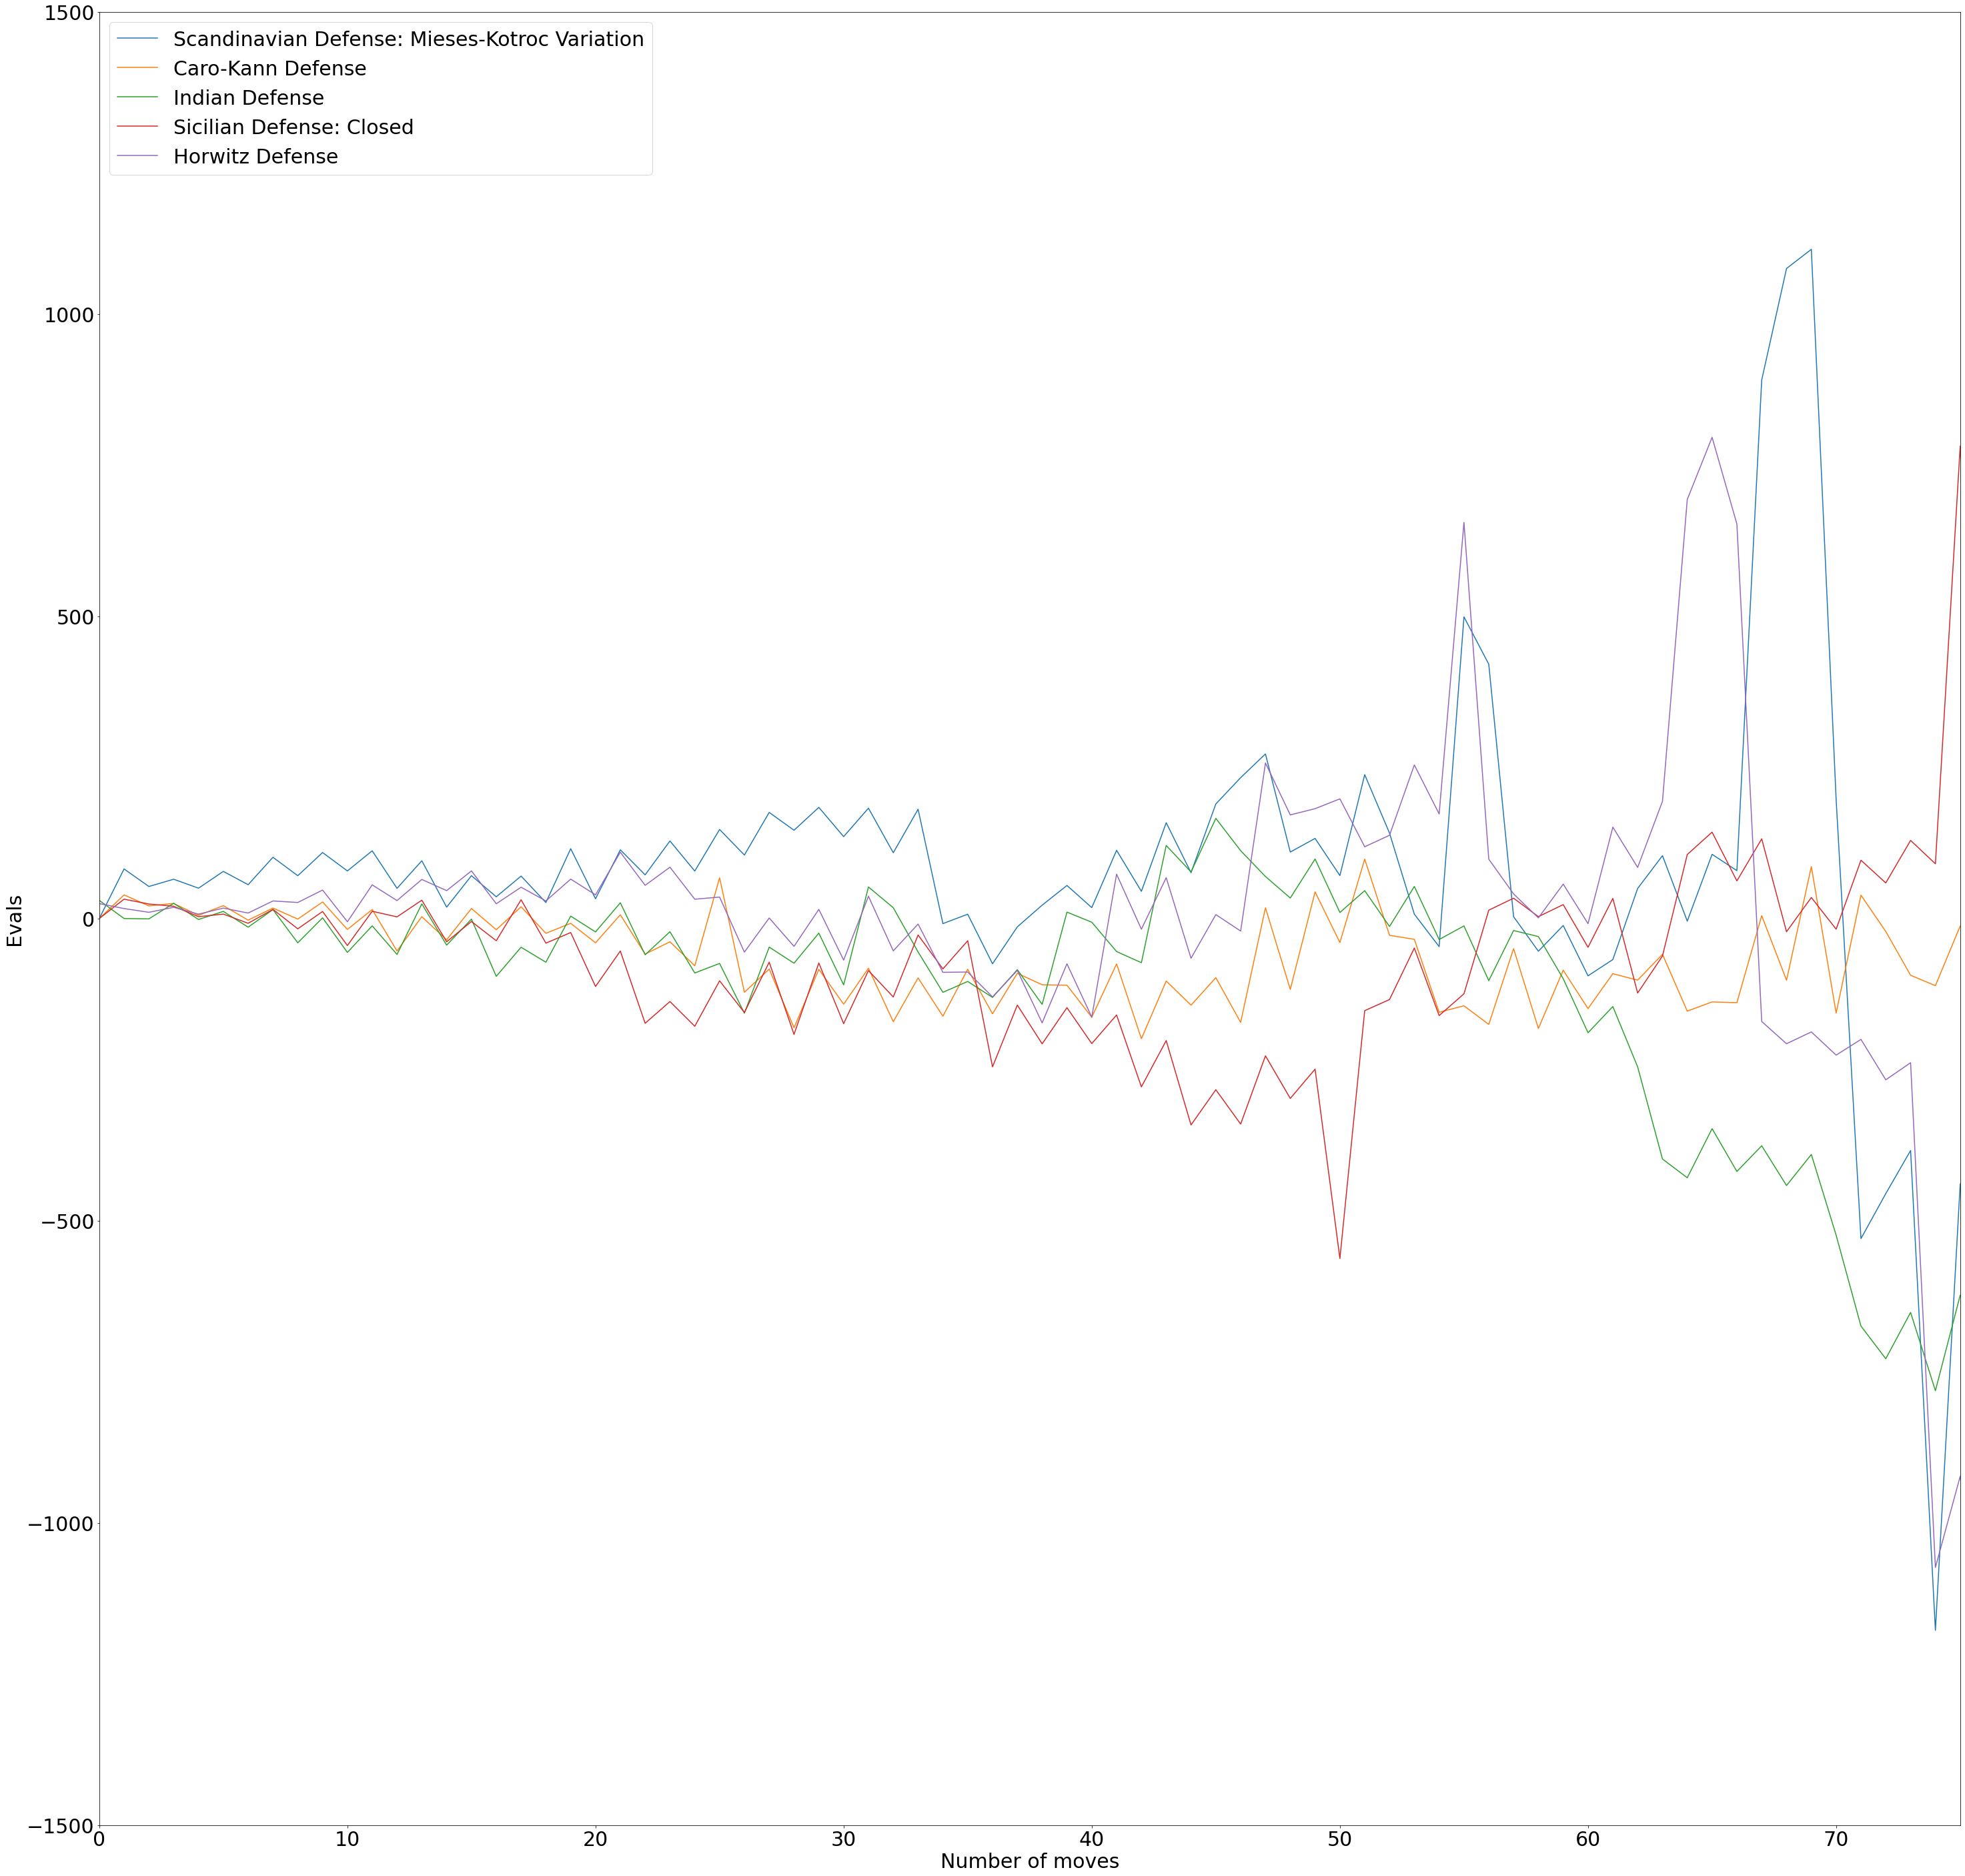 Scandinavian Defense: Mieses-Kotroc Variation
Caro-Kann Defense
Indian Defense
Sicilian Defense: Closed
Horwitz Defense
1500
1000
500
0
−500
−1000
−1500
Evals
0 10 20 30 40 50 60 70
Number of moves